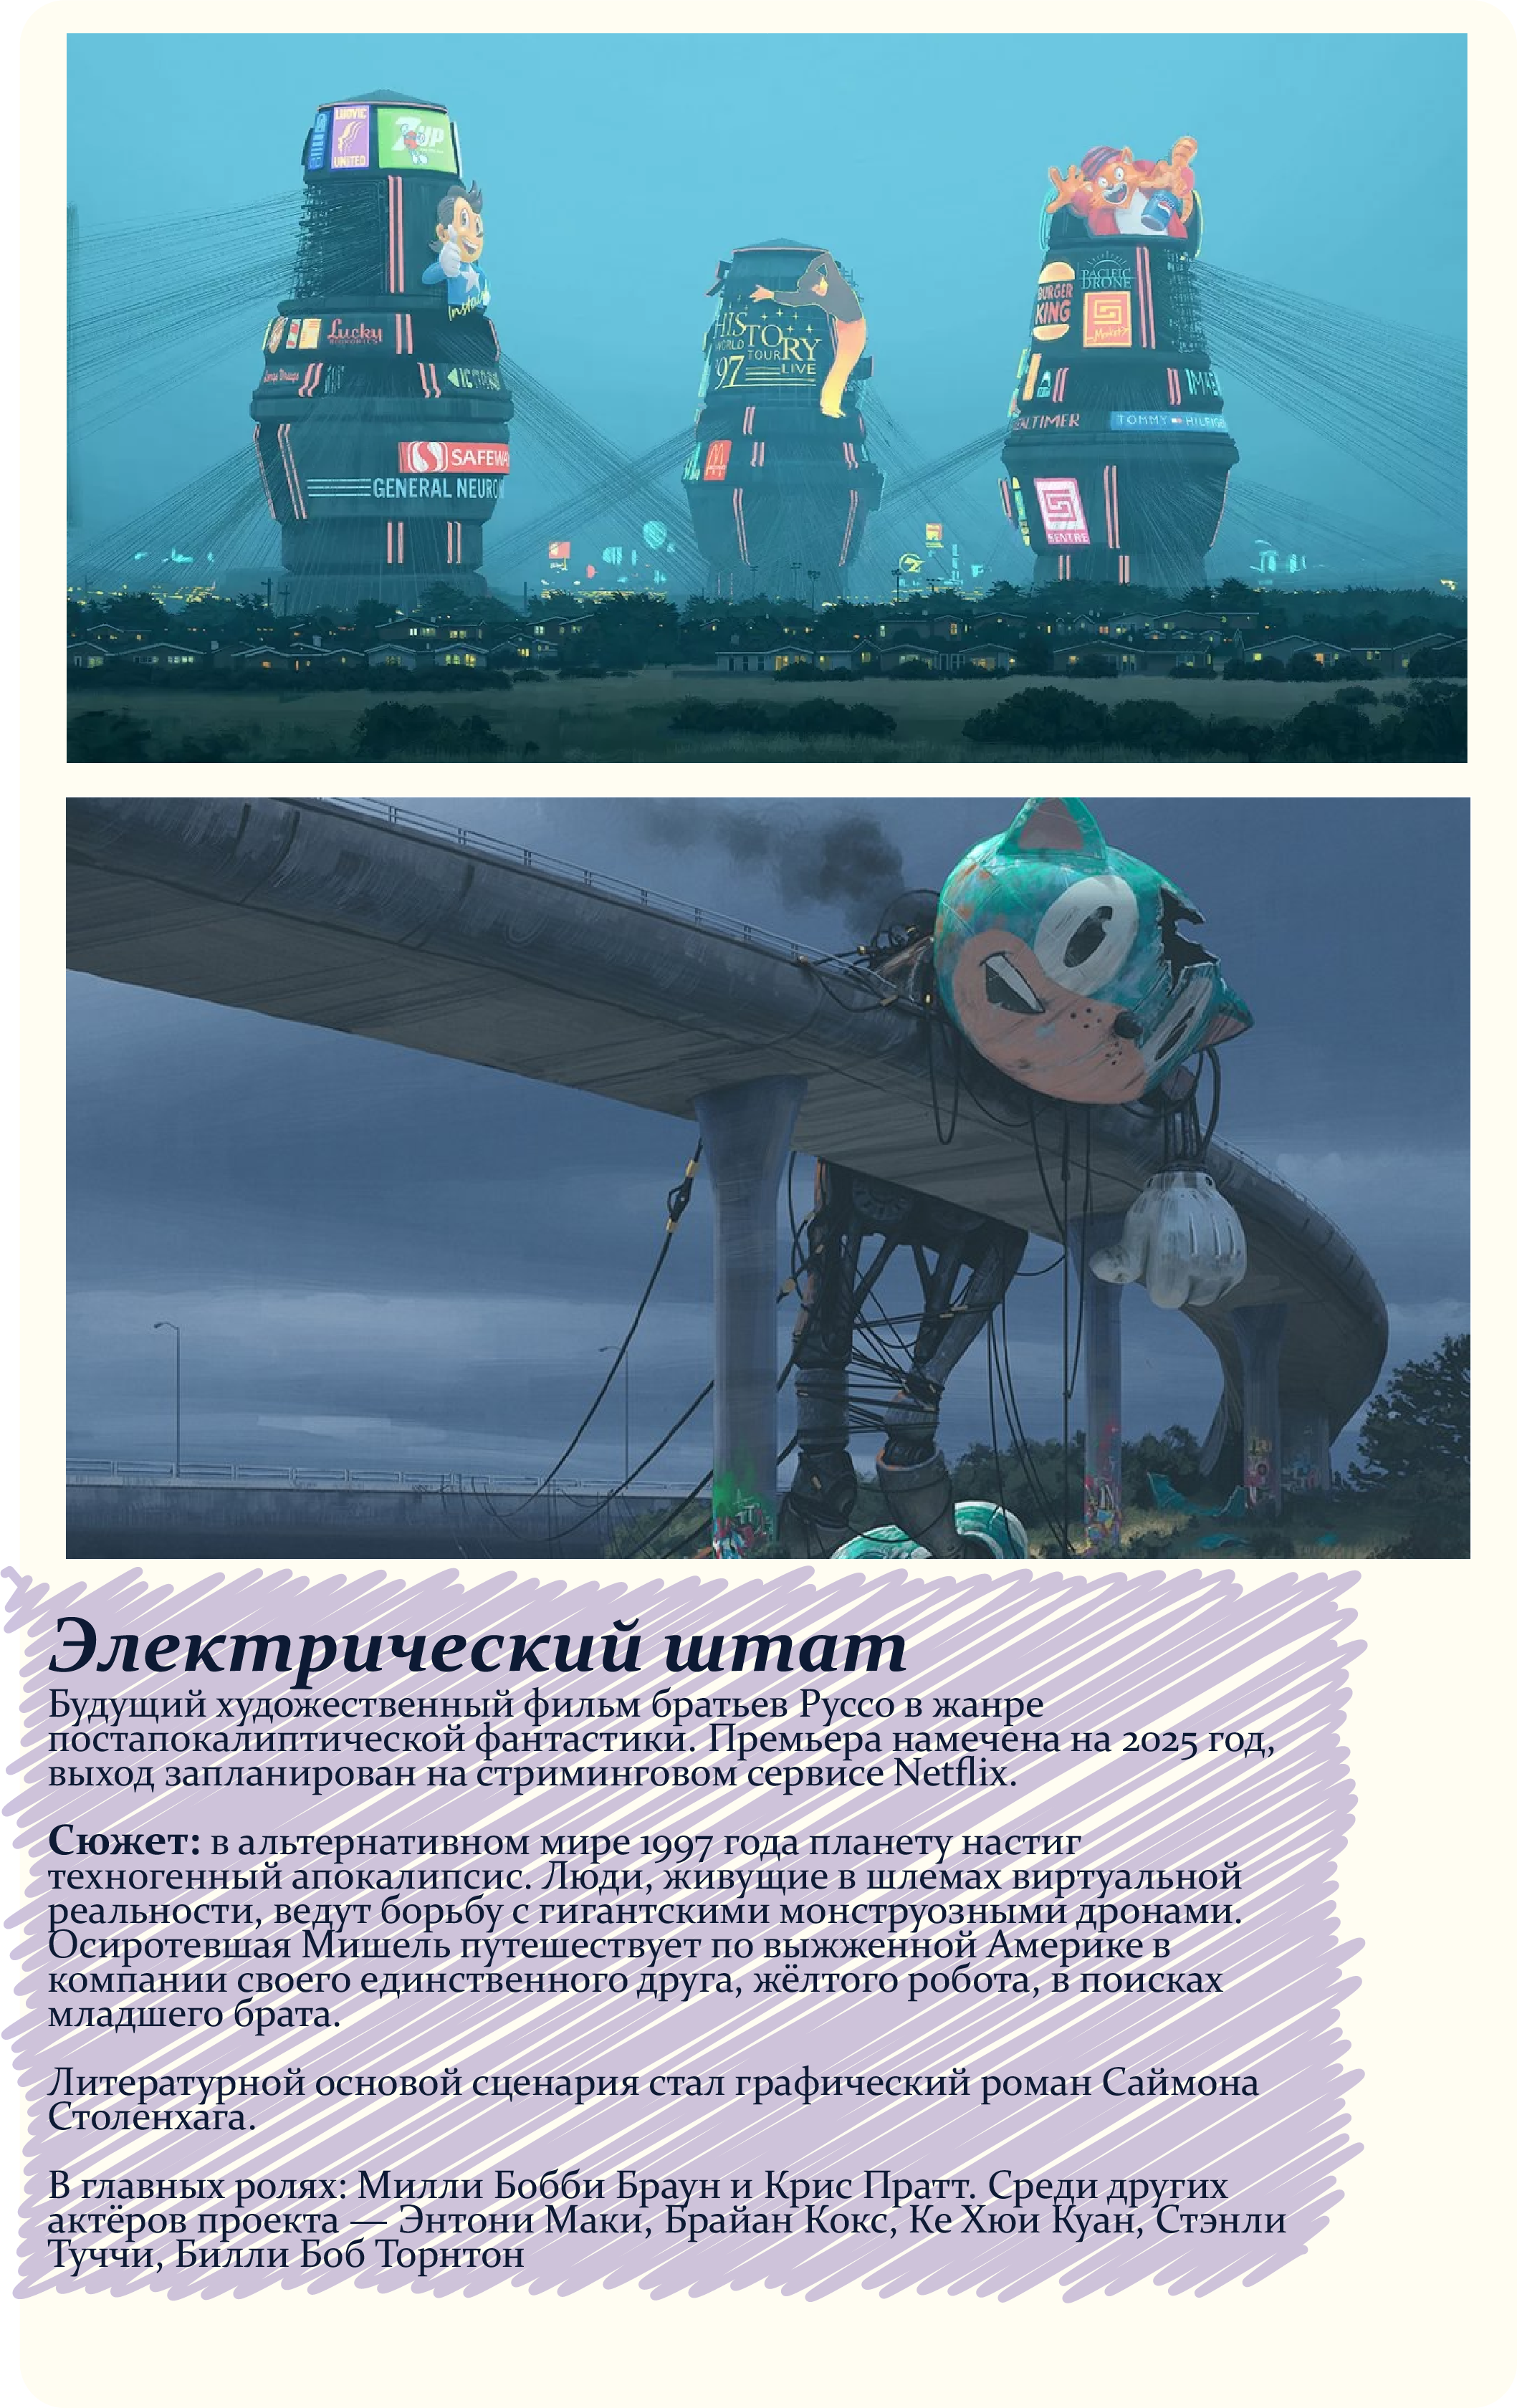 LUDVIC
UNITED
7up
Lucky
SAFEWA
GENERAL NEURO
HISTORY
WORLD TOUR
'97 LIVE
PACIFIC
DRONE
BURGER
KING
Market
EALTIMER
TOMMY HILFIGE
SENTRE
Электрический штат
Будущий художественный фильм братьев Руссо в жанре
постапокалиптической фантастики. Премьера намечена на 2025 год,
выход запланирован на стриминговом сервисе Netflix.
Сюжет: в альтернативном мире 1997 года планету настиг
техногенный апокалипсис. Люди, живущие в шлемах виртуальной
реальности, ведут борьбу с гигантскими монструозными дронами.
Осиротевшая Мишель путешествует по выжженной Америке в
компании своего единственного друга, жёлтого робота, в поисках
младшего брата.
Литературной основой сценария стал графический роман Саймона
Столенхага.
В главных ролях: Милли Бобби Браун и Крис Пратт. Среди других
актёров проекта — Энтони Маки, Брайан Кокс, Ке Хюи Куан, Стэнли
Туччи, Билли Боб Торнтон